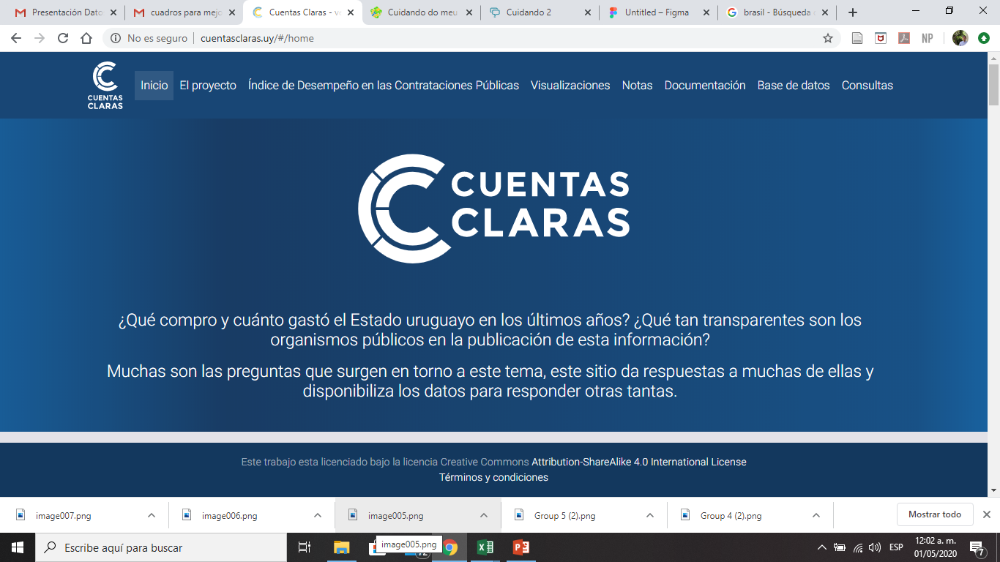 Presentación Dato
cuadros para mejo
Cuentas Claras - ve
Cuidando do meu
Cuidando 2
Untitled – Figma
brasil - Búsqueda
No es seguro
cuentasclaras.uy/#/home
NP
CUENTAS
CLARAS
Inicio
El proyecto
Índice de Desempeño en las Contrataciones Públicas
Visualizaciones
Notas
Documentación
Base de datos
Consultas
CUENTAS
CLARAS
¿Qué compro y cuánto gastó el Estado uruguayo en los últimos años? ¿Qué tan transparentes son los
organismos públicos en la publicación de esta información?
Muchas son las preguntas que surgen en torno a este tema, este sitio da respuestas a muchas de ellas y
disponibiliza los datos para responder otras tantas.
Este trabajo esta licenciado bajo la licencia Creative Commons Attribution-ShareAlike 4.0 International License
Términos y condiciones
image007.png
image006.png
image005.png
Group 5 (2).png
Group 4 (2).png
Mostrar todo
Escribe aquí para buscar
image005.png
ESP
12:02 a. m.
01/05/2020
7